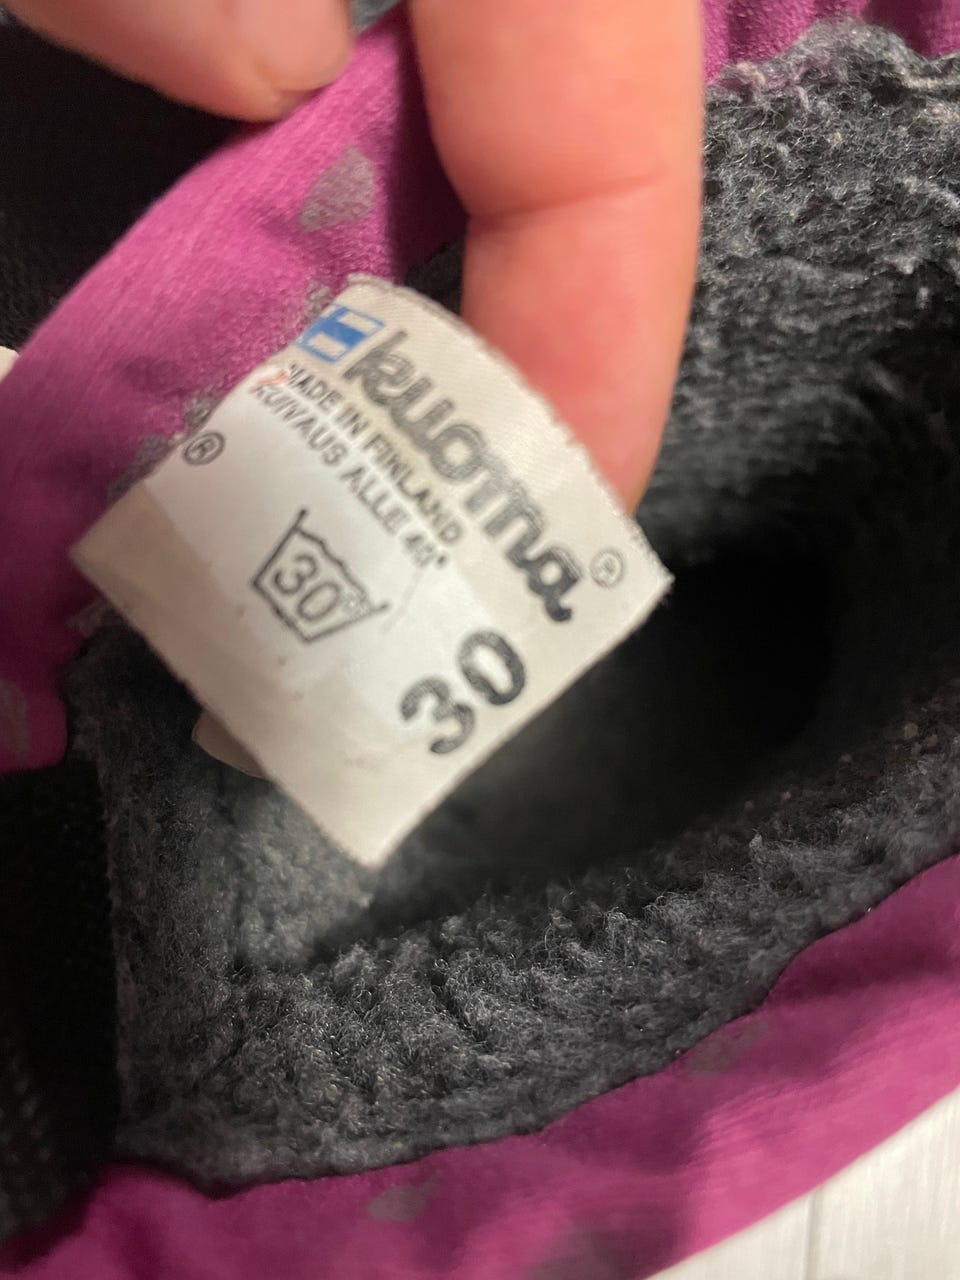 kuoma®
MADE IN FINLAND
KUIVAUS ALLE 40°
®
30°
30